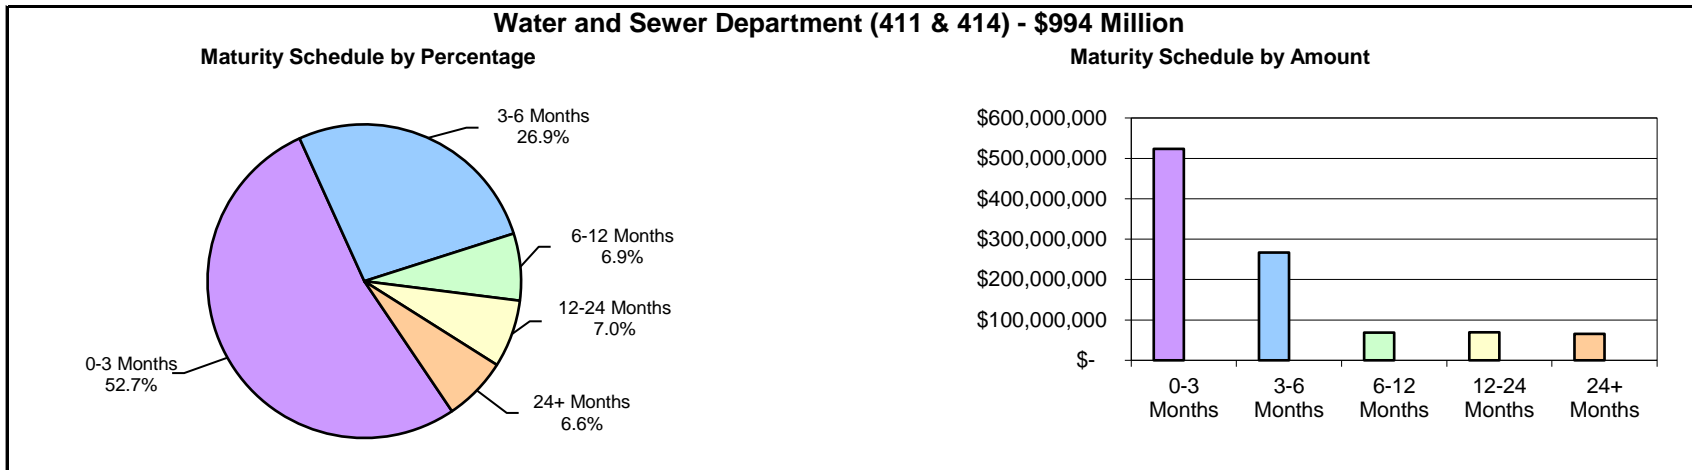 Water and Sewer Department (411 & 414) - $994 Million
Maturity Schedule by Percentage
3-6 Months
26.9%
6-12 Months
6.9%
12-24 Months
7.0%
0-3 Months
52.7%
24+ Months
6.6%
Maturity Schedule by Amount
$600,000,000
$500,000,000
$400,000,000
$300,000,000
$200,000,000
$100,000,000
$-
0-3
Months
3-6
Months
6-12
Months
12-24
Months
24+
Months